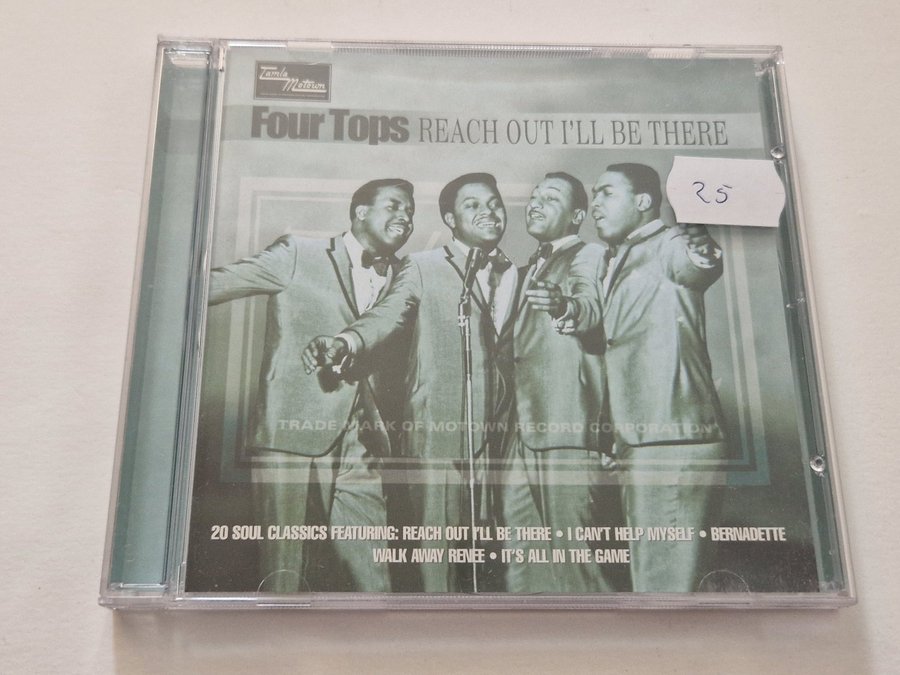 Tamla
Motown
Four Tops REACH OUT I'LL BE THERE
25
TRADE MARK OF MOTOWN RECORD CORPORATION
20 SOUL CLASSICS FEATURING: REACH OUT I'LL BE THERE • I CAN'T HELP MYSELF • BERNADETTE
WALK AWAY RENEE • IT'S ALL IN THE GAME